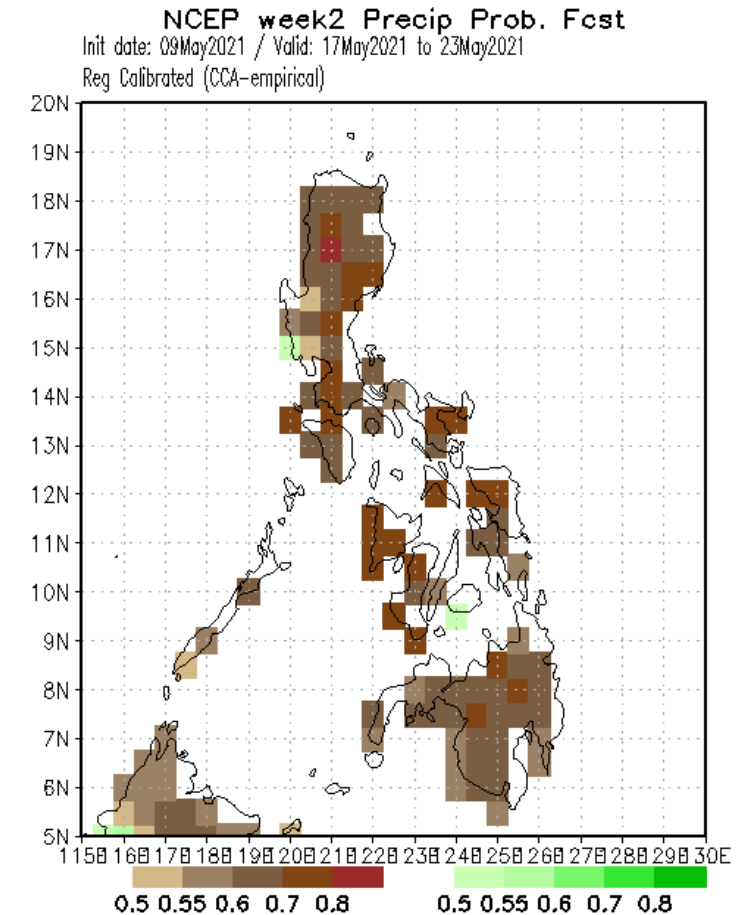 NCEP week2 Precip Prob. Fcst
Init date: 09May2021 / Valid: 17May2021 to 23May2021
Reg Calibrated (CCA-empirical)
20N
19N
18N
17N
16N
15N
14N
13N
12N
11N
10N
9N
8N
7N
6N
5N
115E 116E 117E 118E 119E 120E 121E 122E 123E 124E 125E 126E 127E 128E 129E 130E
0.5 0.55 0.6 0.7 0.8 0.5 0.55 0.6 0.7 0.8